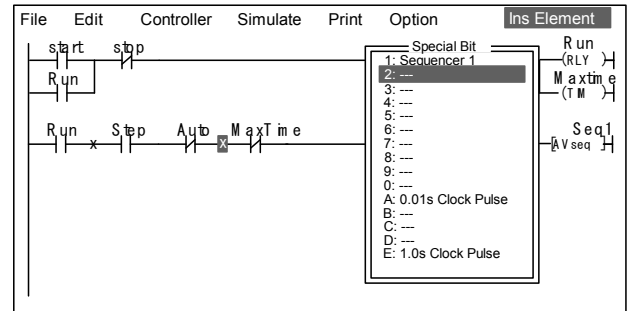 File Edit Controller Simulate Print Option Ins Element
start stop
Run
Run x Step Auto X MaxTime
Special Bit
1: Sequencer 1
2: ---
3: ---
4: ---
5: ---
6: ---
7: ---
8: ---
9: ---
0: ---
A: 0.01s Clock Pulse
B: ---
C: ---
D: ---
E: 1.0s Clock Pulse
Run
(RLY )
Maxtime
(TM )
Seq1
[AVseq ]